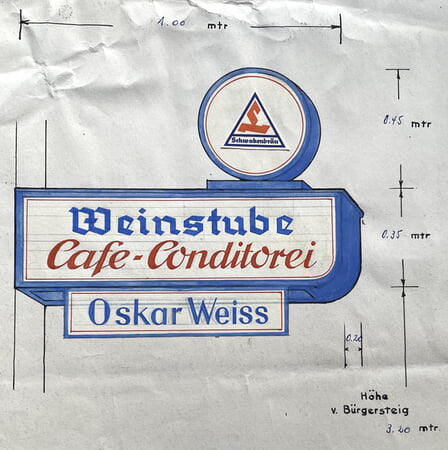 1.00 mtr
Schwabenbräu
0.45 mtr
Weinstube
Cafe-Conditorei
0.35 mtr
Oskar Weiss
0.20
Höhe
v. Bürgersteig
3,20 mtr.